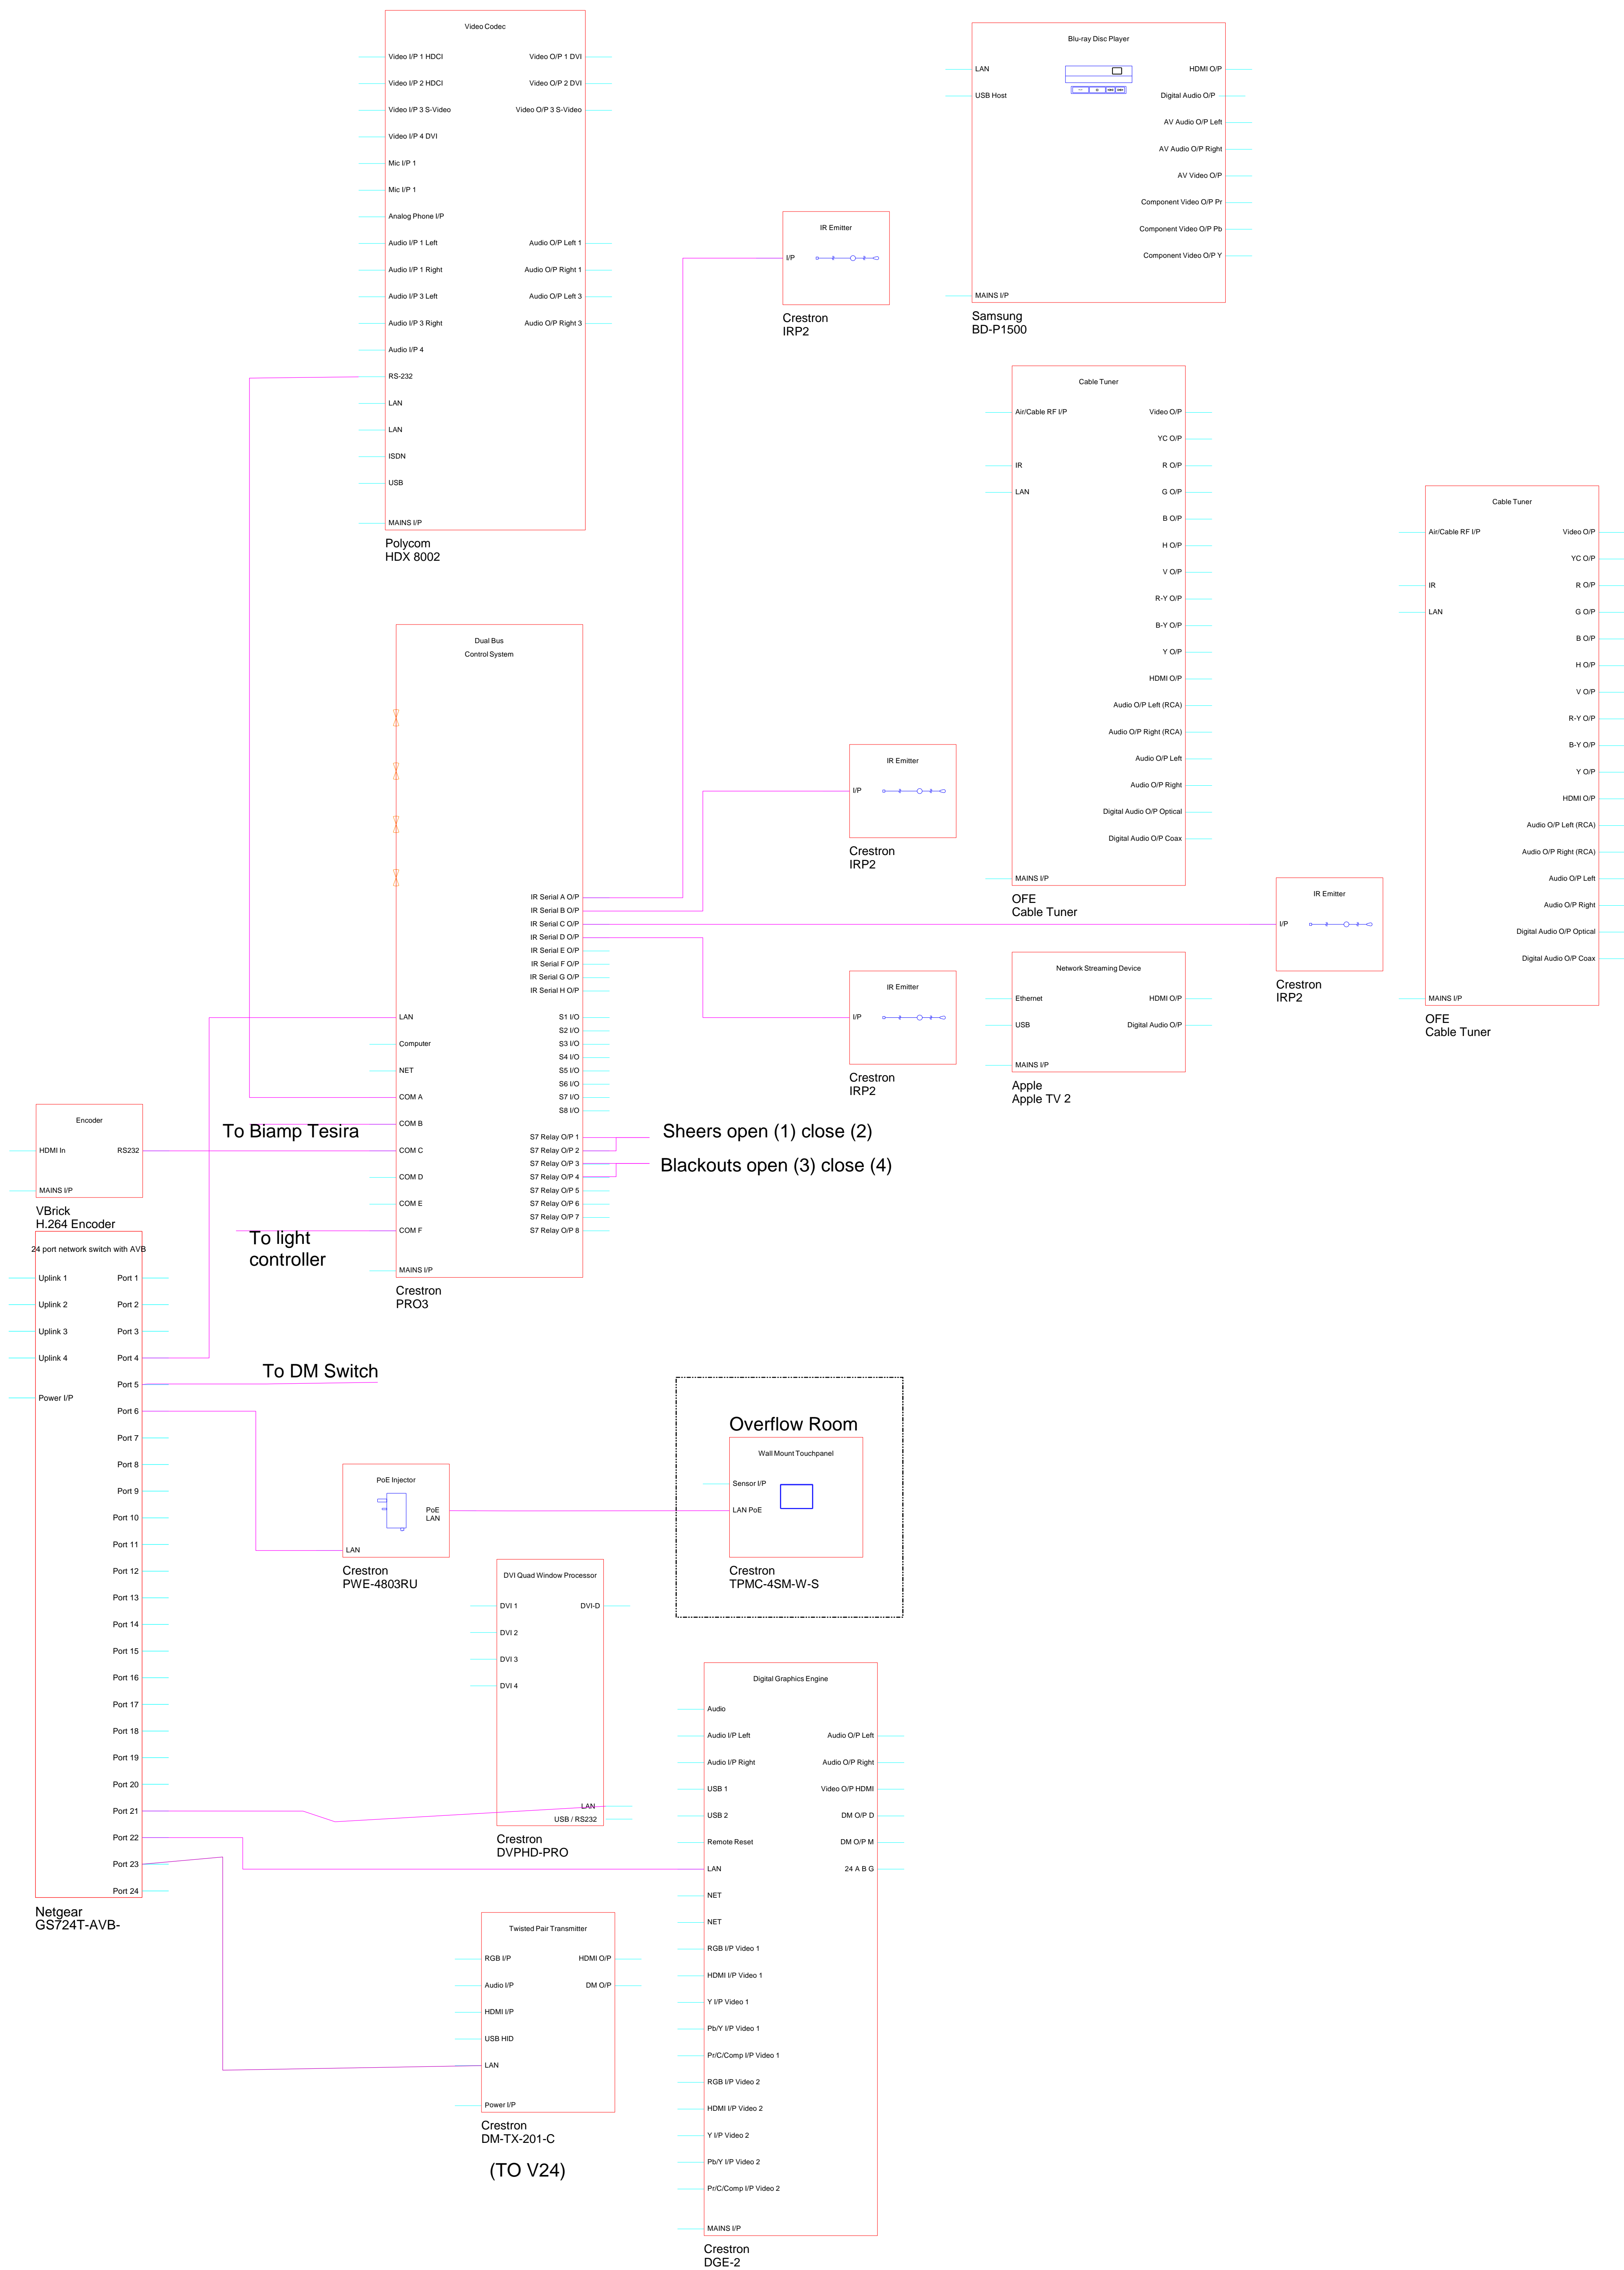 Video Codec
Video I/P 1 HDCI
Video O/P 1 DVI
Video I/P 2 HDCI
Video O/P 2 DVI
Video I/P 3 S-Video
Video O/P 3 S-Video
Video I/P 4 DVI
Mic I/P 1
Mic I/P 1
Analog Phone I/P
Audio I/P 1 Left
Audio O/P Left 1
Audio I/P 1 Right
Audio O/P Right 1
Audio I/P 3 Left
Audio O/P Left 3
Audio I/P 3 Right
Audio O/P Right 3
Audio I/P 4
RS-232
LAN
LAN
ISDN
USB
MAINS I/P
Polycom
HDX 8002
Blu-ray Disc Player
LAN
HDMI O/P
USB Host
Digital Audio O/P
AV Audio O/P Left
AV Audio O/P Right
AV Video O/P
Component Video O/P Pr
Component Video O/P Pb
Component Video O/P Y
MAINS I/P
Samsung
BD-P1500
IR Emitter
I/P
Crestron
IRP2
Cable Tuner
Air/Cable RF I/P
Video O/P
YC O/P
IR
R O/P
LAN
G O/P
B O/P
H O/P
V O/P
R-Y O/P
B-Y O/P
Y O/P
HDMI O/P
Audio O/P Left (RCA)
Audio O/P Right (RCA)
Audio O/P Left
Audio O/P Right
Digital Audio O/P Optical
Digital Audio O/P Coax
MAINS I/P
OFE
Cable Tuner
Cable Tuner
Air/Cable RF I/P
Video O/P
YC O/P
IR
R O/P
LAN
G O/P
B O/P
H O/P
V O/P
R-Y O/P
B-Y O/P
Y O/P
HDMI O/P
Audio O/P Left (RCA)
Audio O/P Right (RCA)
Audio O/P Left
Audio O/P Right
Digital Audio O/P Optical
Digital Audio O/P Coax
MAINS I/P
OFE
Cable Tuner
IR Emitter
I/P
Crestron
IRP2
IR Emitter
I/P
Crestron
IRP2
IR Emitter
I/P
Crestron
IRP2
Network Streaming Device
Ethernet
HDMI O/P
USB
Digital Audio O/P
MAINS I/P
Apple
Apple TV 2
Dual Bus
Control System
IR Serial A O/P
IR Serial B O/P
IR Serial C O/P
IR Serial D O/P
IR Serial E O/P
IR Serial F O/P
IR Serial G O/P
IR Serial H O/P
LAN
S1 I/O
S2 I/O
Computer
S3 I/O
S4 I/O
NET
S5 I/O
S6 I/O
COM A
S7 I/O
S8 I/O
COM B
S7 Relay O/P 1
COM C
S7 Relay O/P 2
S7 Relay O/P 3
COM D
S7 Relay O/P 4
S7 Relay O/P 5
COM E
S7 Relay O/P 6
S7 Relay O/P 7
COM F
S7 Relay O/P 8
MAINS I/P
Crestron
PRO3
To Biamp Tesira
Sheers open (1) close (2)
Blackouts open (3) close (4)
To light
controller
Encoder
HDMI In
RS232
MAINS I/P
VBrick
H.264 Encoder
24 port network switch with AVB
Uplink 1
Port 1
Uplink 2
Port 2
Uplink 3
Port 3
Uplink 4
Port 4
Port 5
Power I/P
Port 6
Port 7
Port 8
Port 9
Port 10
Port 11
Port 12
Port 13
Port 14
Port 15
Port 16
Port 17
Port 18
Port 19
Port 20
Port 21
Port 22
Port 23
Port 24
Netgear
GS724T-AVB-
To DM Switch
PoE Injector
PoE
LAN
LAN
Crestron
PWE-4803RU
Overflow Room
Wall Mount Touchpanel
Sensor I/P
LAN PoE
Crestron
TPMC-4SM-W-S
DVI Quad Window Processor
DVI 1
DVI-D
DVI 2
DVI 3
DVI 4
LAN
USB / RS232
Crestron
DVPHD-PRO
Digital Graphics Engine
Audio
Audio I/P Left
Audio O/P Left
Audio I/P Right
Audio O/P Right
USB 1
Video O/P HDMI
USB 2
DM O/P D
Remote Reset
DM O/P M
LAN
24 A B G
NET
NET
RGB I/P Video 1
HDMI I/P Video 1
Y I/P Video 1
Pb/Y I/P Video 1
Pr/C/Comp I/P Video 1
RGB I/P Video 2
HDMI I/P Video 2
Y I/P Video 2
Pb/Y I/P Video 2
Pr/C/Comp I/P Video 2
MAINS I/P
Crestron
DGE-2
Twisted Pair Transmitter
RGB I/P
HDMI O/P
Audio I/P
DM O/P
HDMI I/P
USB HID
LAN
Power I/P
Crestron
DM-TX-201-C
(TO V24)